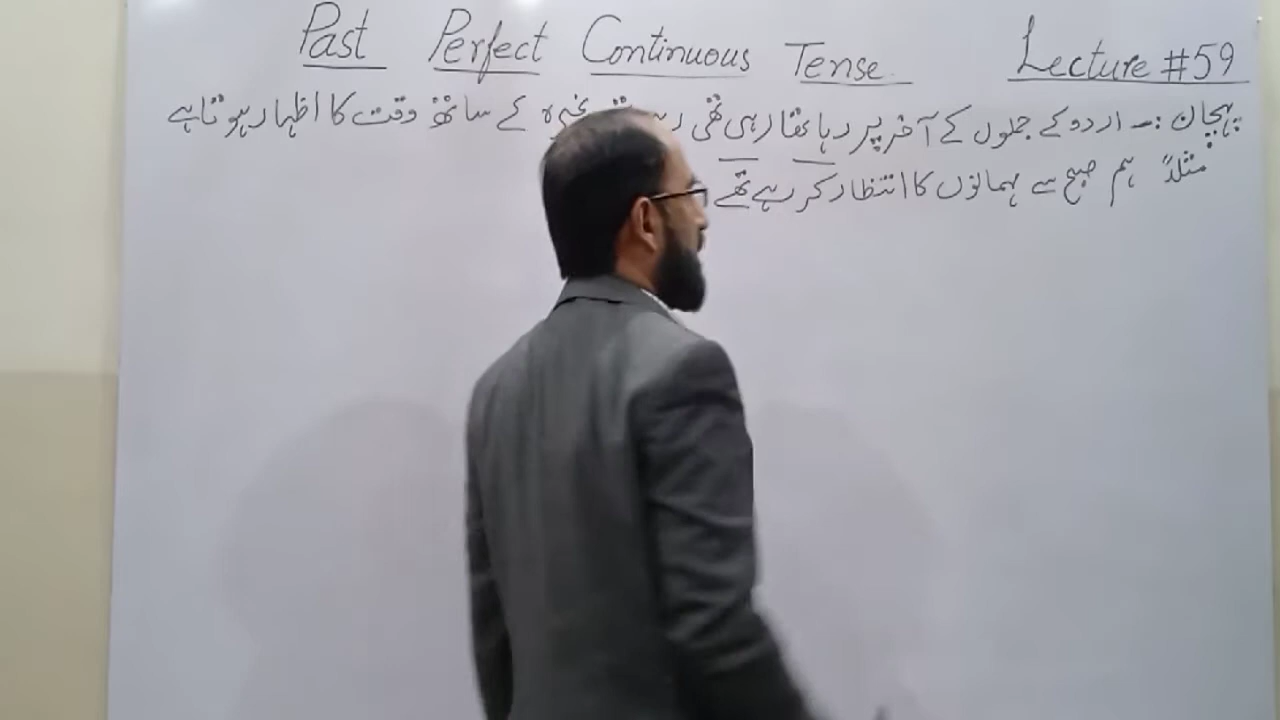 Past Perfect Continuous Tense Lecture #59
پہچان :- اردو کے جملوں کے آخر پر رہا تھا رہی تھی کے ساتھ وقت کا اظہار ہوتا ہے
مثلاً ہم صبح سے مہمانوں کا انتظار کر رہے تھے